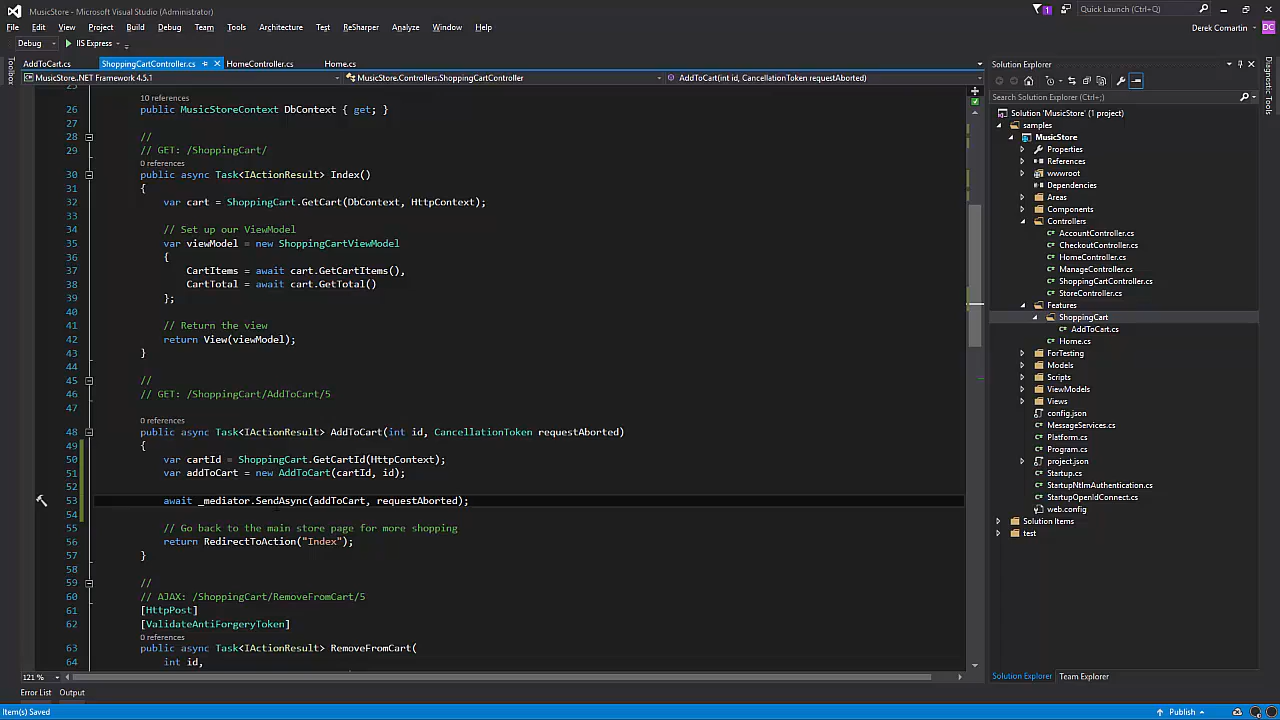 MusicStore - Microsoft Visual Studio (Administrator)
1
Quick Launch (Ctrl+Q)
File Edit View Project Build Debug Team Tools Architecture Test ReSharper Analyze Window Help
Derek Comartin
DC
Debug
IIS Express
Toolbox
AddToCart.cs
ShoppingCartController.cs
HomeController.cs
Home.cs
MusicStore..NET Framework 4.5.1
MusicStore.Controllers.ShoppingCartController
AddToCart(int id, CancellationToken requestAborted)
25
10 references
26 public MusicStoreContext DbContext { get; }
27
28 //
29 // GET: /ShoppingCart/
0 references
30 public async Task<IActionResult> Index()
31 {
32 var cart = ShoppingCart.GetCart(DbContext, HttpContext);
33
34 // Set up our ViewModel
35 var viewModel = new ShoppingCartViewModel
36 {
37 CartItems = await cart.GetCartItems(),
38 CartTotal = await cart.GetTotal()
39 };
40
41 // Return the view
42 return View(viewModel);
43 }
44
45 //
46 // GET: /ShoppingCart/AddToCart/5
47
0 references
48 public async Task<IActionResult> AddToCart(int id, CancellationToken requestAborted)
49 {
50 var cartId = ShoppingCart.GetCartId(HttpContext);
51 var addToCart = new AddToCart(cartId, id);
52
53 await _mediator.SendAsync(addToCart, requestAborted);
54
55 // Go back to the main store page for more shopping
56 return RedirectToAction("Index");
57 }
58
59 //
60 // AJAX: /ShoppingCart/RemoveFromCart/5
61 [HttpPost]
62 [ValidateAntiForgeryToken]
0 references
63 public async Task<IActionResult> RemoveFromCart(
64 int id,
121 %
Error List Output
Item(s) Saved
Publish
Solution Explorer
Search Solution Explorer (Ctrl+;)
Solution 'MusicStore' (1 project)
samples
MusicStore
Properties
References
wwwroot
Dependencies
Areas
Components
Controllers
AccountController.cs
CheckoutController.cs
HomeController.cs
ManageController.cs
ShoppingCartController.cs
StoreController.cs
Features
ShoppingCart
AddToCart.cs
Home.cs
ForTesting
Models
Scripts
ViewModels
Views
config.json
MessageServices.cs
Platform.cs
Program.cs
project.json
Startup.cs
StartupNtlmAuthentication.cs
StartupOpenIdConnect.cs
web.config
Solution Items
test
Solution Explorer Team Explorer
Diagnostic Tools